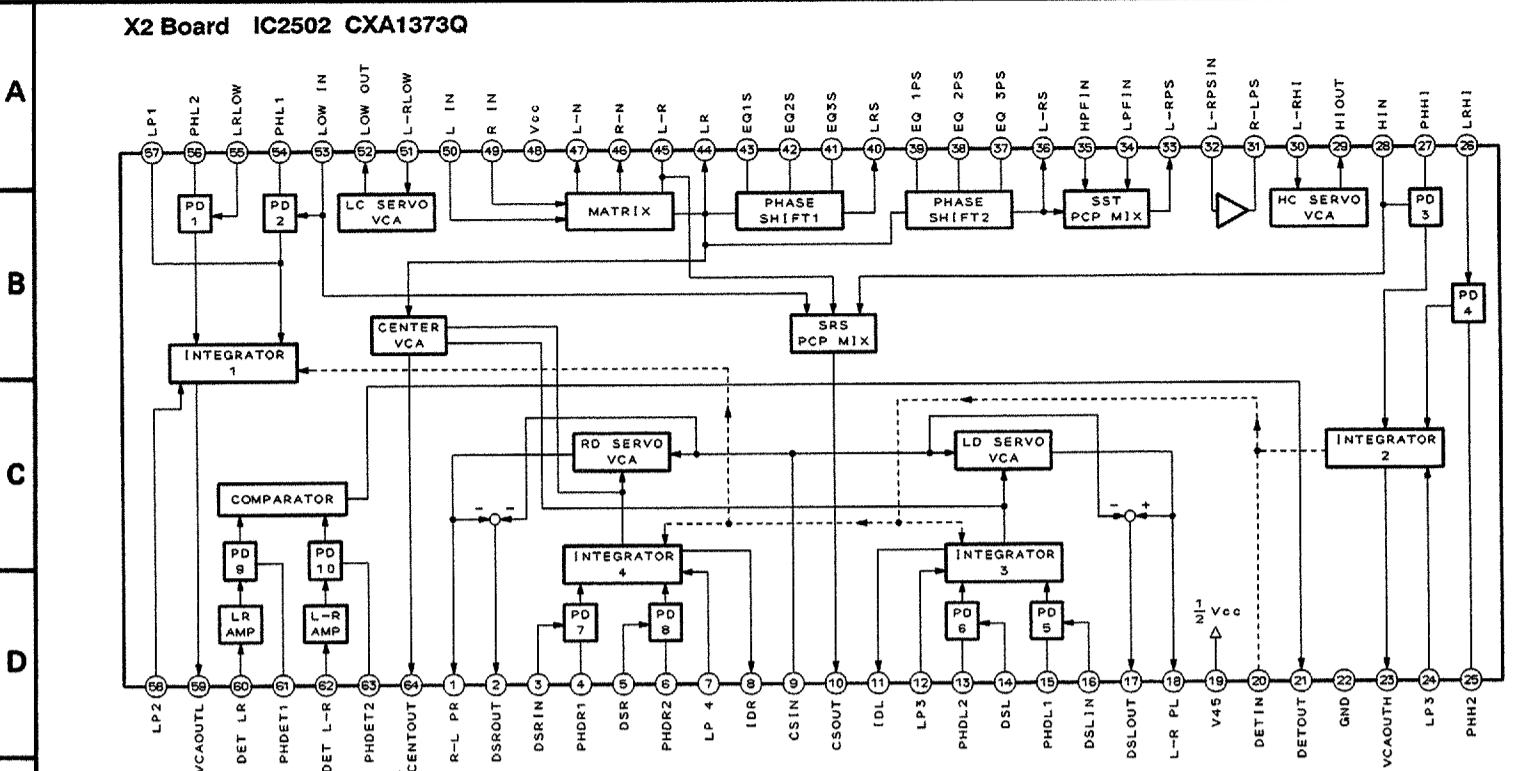 X2 Board IC2502 CXA1373Q
A
B
C
D
LP1
PHL2
LRLOW
PHL1
LOW IN
LOW OUT
L-RLOW
L IN
R IN
Vcc
L-N
R-N
L-R
LR
EQ1S
EQ2S
EQ3S
LRS
EQ 1PS
EQ 2PS
EQ 3PS
L-RS
HPFIN
LPFIN
L-RPS
L-RPSIN
R-LPS
L-RHI
HIOUT
HIN
PHHI
LRHI
57 56 55 54 53 52 51 50 49 48 47 46 45 44 43 42 41 40 39 38 37 36 35 34 33 32 31 30 29 28 27 26
PD
1
PD
2
LC SERVO
VCA
MATRIX
PHASE
SHIFT1
PHASE
SHIFT2
SST
PCP MIX
HC SERVO
VCA
PD
3
PD
4
CENTER
VCA
SRS
PCP MIX
INTEGRATOR
1
RD SERVO
VCA
LD SERVO
VCA
INTEGRATOR
2
COMPARATOR
- -
- +
PD
9
PD
10
INTEGRATOR
4
INTEGRATOR
3
LR
AMP
L-R
AMP
PD
7
PD
8
PD
6
PD
5
1/2 Vcc
58 59 60 61 62 63 64 1 2 3 4 5 6 7 8 9 10 11 12 13 14 15 16 17 18 19 20 21 22 23 24 25
LP2
VCAOUTL
DET LR
PHDET1
DET L-R
PHDET2
CENTOUT
R-L PR
DSROUT
DSRIN
PHDR1
DSR
PHDR2
LP 4
IDR
CSIN
CSOUT
IDL
LP3
PHDL2
DSL
PHDL1
DSLIN
DSLOUT
L-R PL
V45
DETIN
DETOUT
GND
VCAOUTH
LP3
PHH2